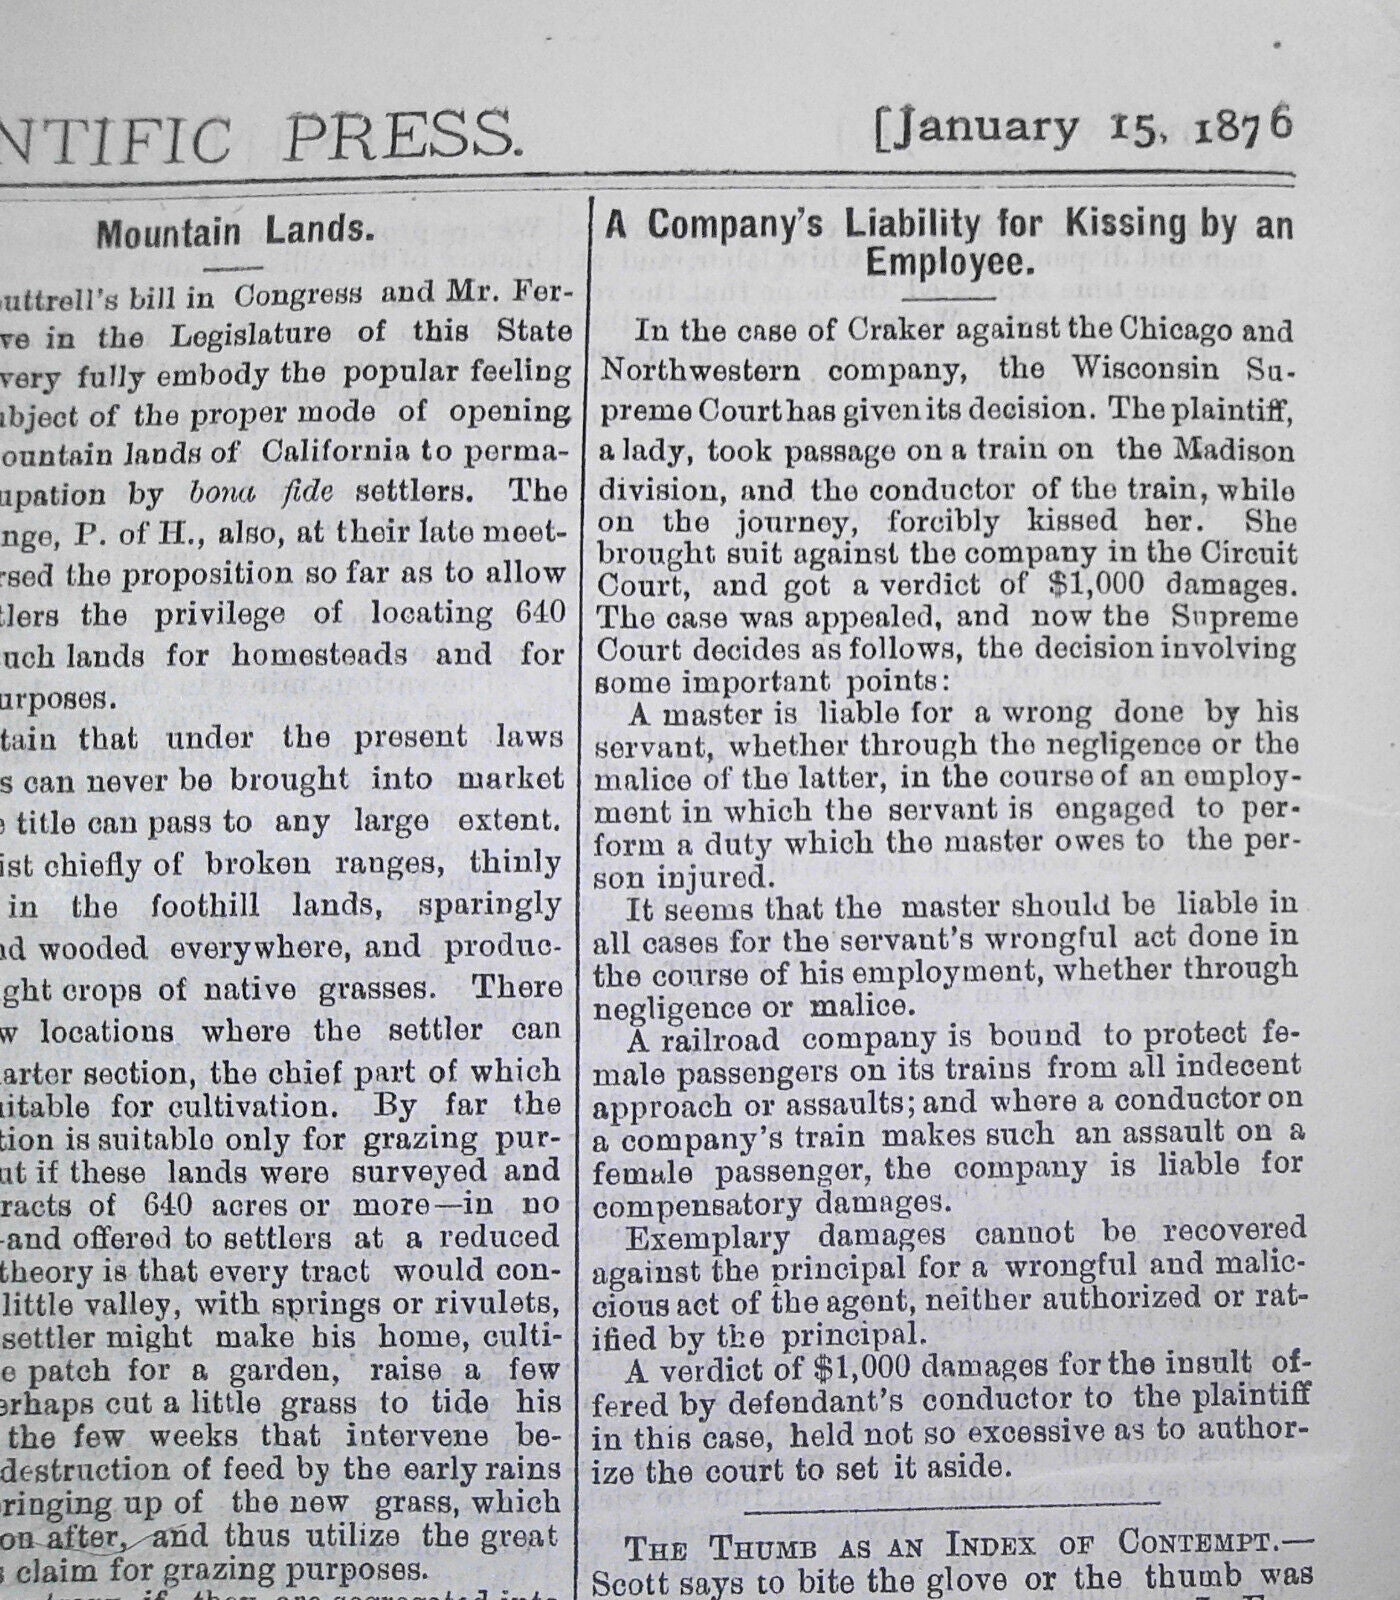 NTIFIC PRESS.
[January 15, 1876
Mountain Lands.
uttrell's bill in Congress and Mr. Fer-
ve in the Legislature of this State
very fully embody the popular feeling
bject of the proper mode of opening
ountain lands of California to perma-
upation by bona fide settlers. The
nge, P. of H., also, at their late meet-
rsed the proposition so far as to allow
lers the privilege of locating 640
uch lands for homesteads and for
urposes.
tain that under the present laws
s can never be brought into market
e title can pass to any large extent.
ist chiefly of broken ranges, thinly
in the foothill lands, sparingly
nd wooded everywhere, and produc-
ght crops of native grasses. There
w locations where the settler can
arter section, the chief part of which
uitable for cultivation. By far the
tion is suitable only for grazing pur-
ut if these lands were surveyed and
racts of 640 acres or more—in no
-and offered to settlers at a reduced
theory is that every tract would con-
little valley, with springs or rivulets,
settler might make his home, culti-
e patch for a garden, raise a few
erhaps cut a little grass to tide his
the few weeks that intervene be-
destruction of feed by the early rains
ringing up of the new grass, which
on after, and thus utilize the great
s claim for grazing purposes.
A Company's Liability for Kissing by an
Employee.
In the case of Craker against the Chicago and
Northwestern company, the Wisconsin Su-
preme Court has given its decision. The plaintiff,
a lady, took passage on a train on the Madison
division, and the conductor of the train, while
on the journey, forcibly kissed her. She
brought suit against the company in the Circuit
Court, and got a verdict of $1,000 damages.
The case was appealed, and now the Supreme
Court decides as follows, the decision involving
some important points:
A master is liable for a wrong done by his
servant, whether through the negligence or the
malice of the latter, in the course of an employ-
ment in which the servant is engaged to per-
form a duty which the master owes to the per-
son injured.
It seems that the master should be liable in
all cases for the servant's wrongful act done in
the course of his employment, whether through
negligence or malice.
A railroad company is bound to protect fe-
male passengers on its trains from all indecent
approach or assaults; and where a conductor on
a company's train makes such an assault on a
female passenger, the company is liable for
compensatory damages.
Exemplary damages cannot be recovered
against the principal for a wrongful and malic-
cious act of the agent, neither authorized or rat-
ified by the principal.
A verdict of $1,000 damages for the insult of-
fered by defendant's conductor to the plaintiff
in this case, held not so excessive as to author-
ize the court to set it aside.
THE THUMB AS AN INDEX OF CONTEMPT.—
Scott says to bite the glove or the thumb was